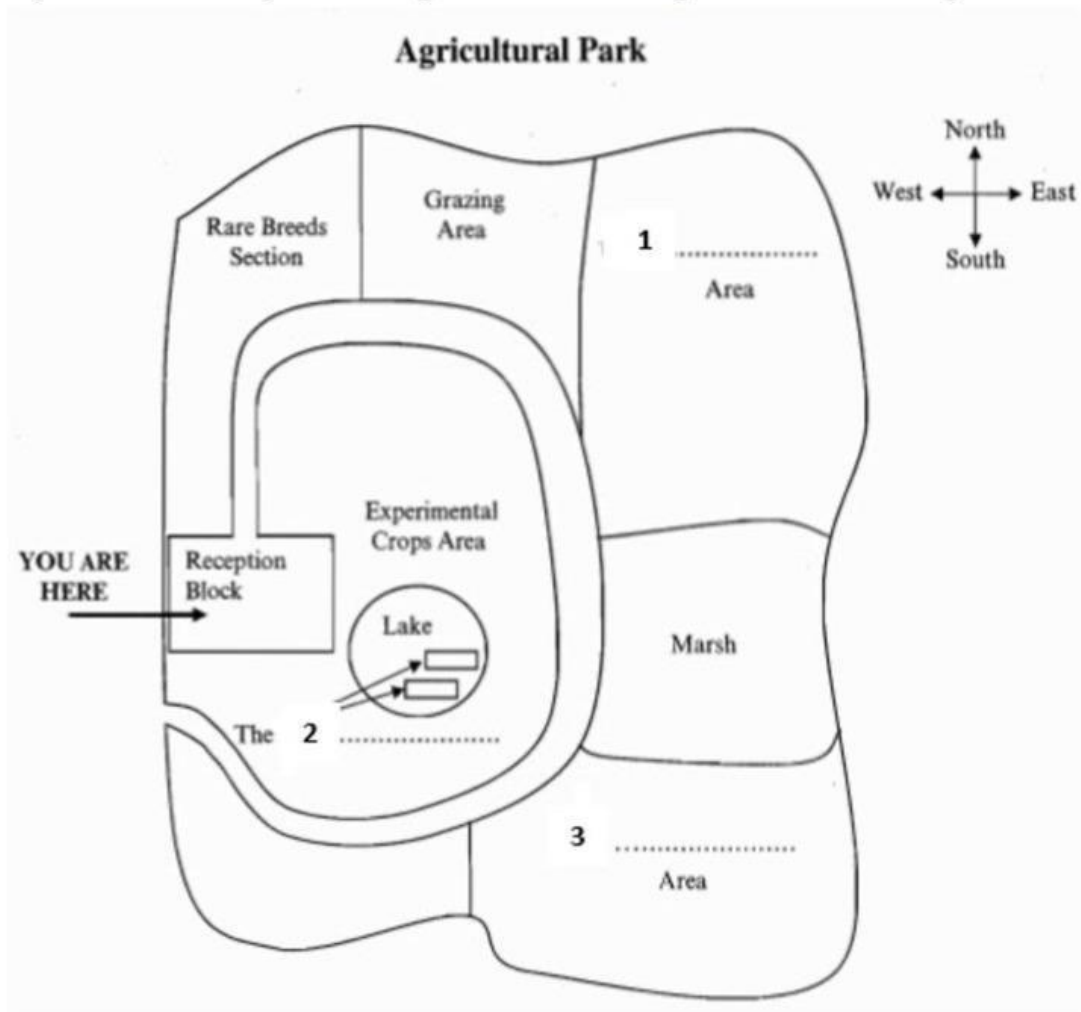 Agricultural Park
North
West
East
South
Rare Breeds
Section
Grazing
Area
1 ....................
Area
Experimental
Crops Area
YOU ARE
HERE
Reception
Block
Lake
Marsh
The 2 ......................
3 .........................
Area